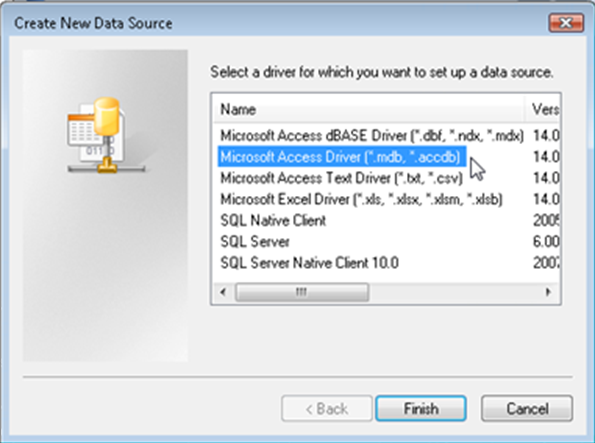 Create New Data Source
Select a driver for which you want to set up a data source.
Name Vers
Microsoft Access dBASE Driver (*.dbf, *.ndx, *.mdx) 14.0
Microsoft Access Driver (*.mdb, *.accdb) 14.0
Microsoft Access Text Driver (*.txt, *.csv) 14.0
Microsoft Excel Driver (*.xls, *.xlsx, *.xlsm, *.xlsb) 14.0
SQL Native Client 2005
SQL Server 6.00
SQL Server Native Client 10.0 2007
< Back Finish Cancel